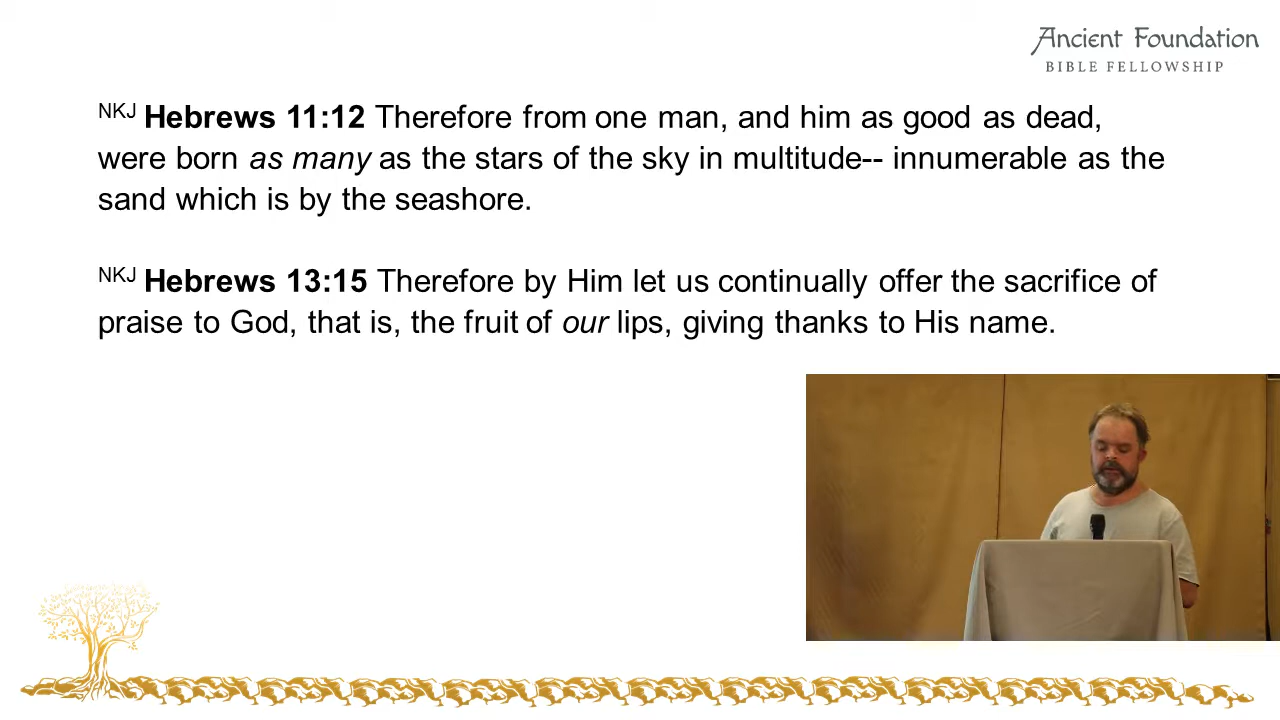 Ancient Foundation
BIBLE FELLOWSHIP
NKJ Hebrews 11:12 Therefore from one man, and him as good as dead,
were born as many as the stars of the sky in multitude-- innumerable as the
sand which is by the seashore.
NKJ Hebrews 13:15 Therefore by Him let us continually offer the sacrifice of
praise to God, that is, the fruit of our lips, giving thanks to His name.